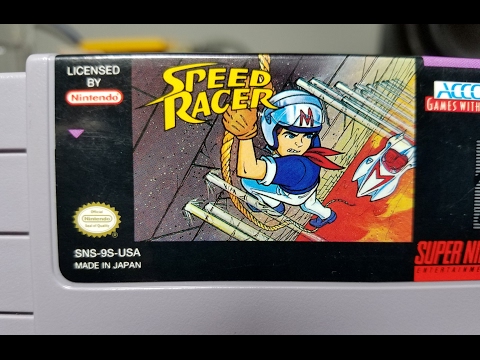 LICENSED BY
Nintendo
SPEED
RACER
M
ACCO
GAMES WITH
Official
Nintendo
Seal of Quality
SNS-9S-USA
MADE IN JAPAN
SUPER NI
ENTERTAINME